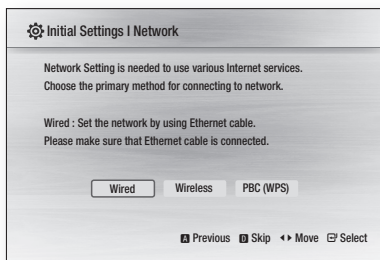 Initial Settings I Network
Network Setting is needed to use various Internet services.
Choose the primary method for connecting to network.
Wired : Set the network by using Ethernet cable.
Please make sure that Ethernet cable is connected.
Wired Wireless PBC (WPS)
A Previous D Skip Move Select